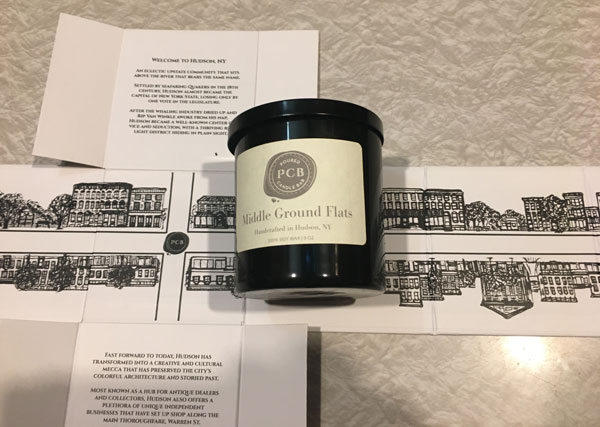 WELCOME TO HUDSON, NY
AN ECLECTIC UPSTATE COMMUNITY THAT SITS
ABOVE THE RIVER THAT BEARS THE SAME NAME.
SETTLED BY SEAFARING QUAKERS IN THE 18TH
CENTURY, HUDSON ALMOST BECAME THE
CAPITAL OF NEW YORK STATE, LOSING ONLY BY
ONE VOTE IN THE LEGISLATURE.
AFTER THE WHALING INDUSTRY DRIED UP AND
RIP VAN WINKLE AWOKE FROM HIS NAP,
HUDSON BECAME A WELL-KNOWN CENTER
VICE AND SEDUCTION, WITH A THRIVING
LIGHT DISTRICT HIDING IN PLAIN SIGHT.
POURED
PCB
CANDLE BAR
Middle Ground Flats
Handcrafted in Hudson, NY
100% SOY WAX | 9 OZ
PCB
FAST FORWARD TO TODAY, HUDSON HAS
TRANSFORMED INTO A CREATIVE AND CULTURAL
MECCA THAT HAS PRESERVED THE CITY'S
COLORFUL ARCHITECTURE AND STORIED PAST.
MOST KNOWN AS A HUB FOR ANTIQUE DEALERS
AND COLLECTORS, HUDSON ALSO OFFERS A
PLETHORA OF UNIQUE INDEPENDENT
BUSINESSES THAT HAVE SET UP SHOP ALONG THE
MAIN THOROUGHFARE, WARREN ST.